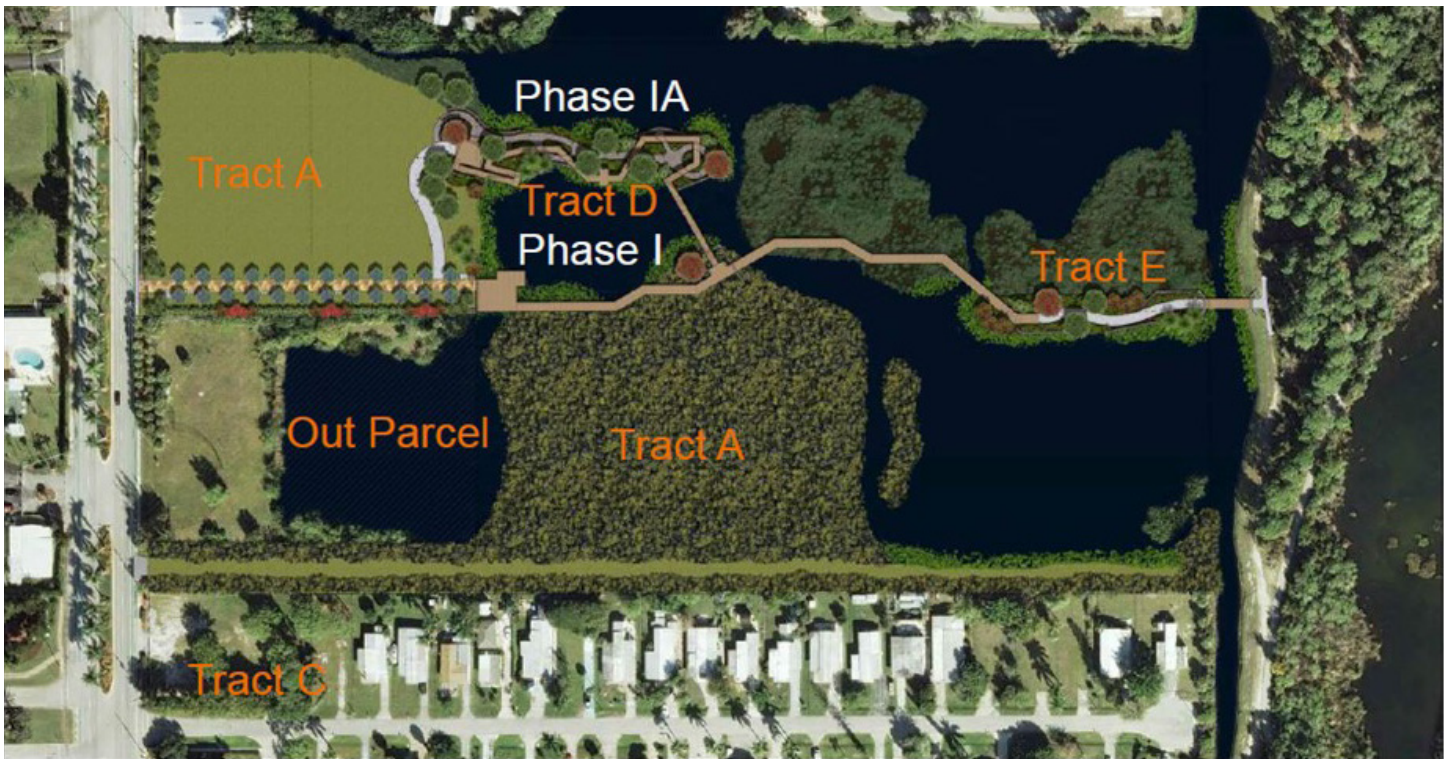 Phase IA
Tract A
Tract D
Phase I
Tract E
Out Parcel
Tract A
Tract C